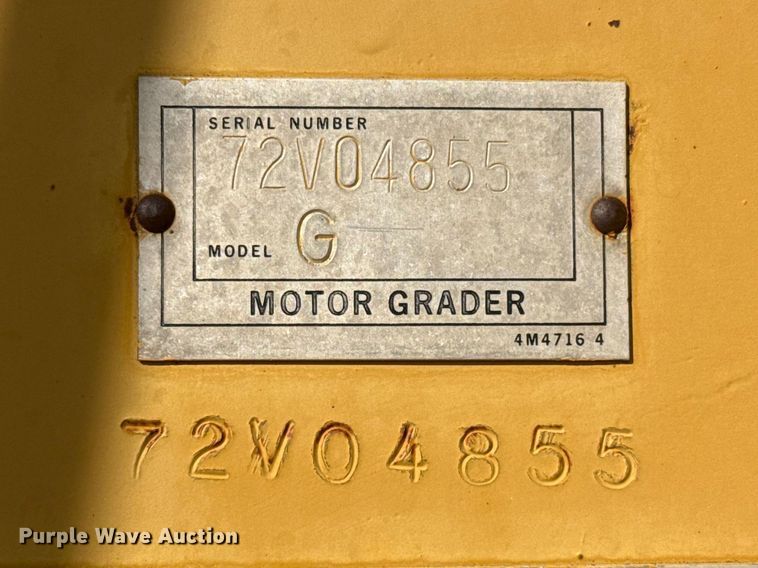 SERIAL NUMBER
72V04855
MODEL G
MOTOR GRADER
4M4716 4
72V04855
Purple Wave Auction